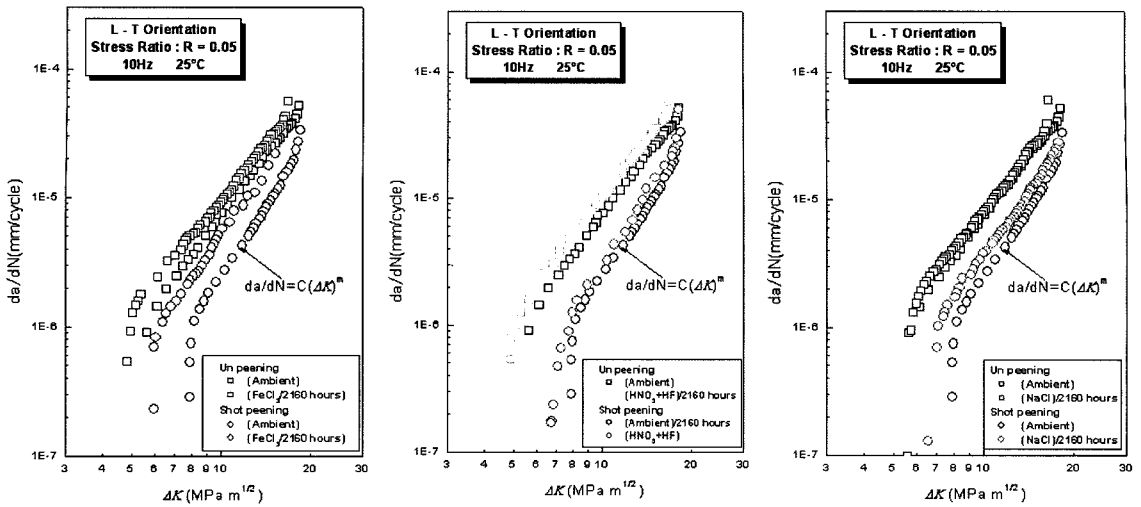 L - T Orientation
Stress Ratio : R = 0.05
10Hz 25°C
1E-4
1E-5
1E-6
1E-7
da/dN(mm/cycle)
da/dN=C(ΔK)^m
Un peening
(Ambient)
(FeCl3/2160 hours)
Shot peening
(Ambient)
(FeCl3/2160 hours)
3 4 5 6 7 8 9 10 20 30
ΔK (MPa m^1/2)
L - T Orientation
Stress Ratio : R = 0.05
10Hz 25°C
1E-4
1E-5
1E-6
1E-7
da/dN(mm/cycle)
da/dN=C(ΔK)^m
Un peening
(Ambient)
(HNO3+HF)/2160 hours
Shot peening
(Ambient)/2160 hours
(HNO3+HF)
3 4 5 6 7 8 9 10 20 30
ΔK (MPa m^1/2)
L - T Orientation
Stress Ratio : R = 0.05
10Hz 25°C
1E-4
1E-5
1E-6
1E-7
da/dN(mm/cycle)
da/dN=C(ΔK)^m
Un peening
(Ambient)
(NaCl)/2160 hours
Shot peening
(Ambient)
(NaCl)/2160 hours
3 4 5 6 7 8 9 10 20 30
ΔK (MPa m^1/2)